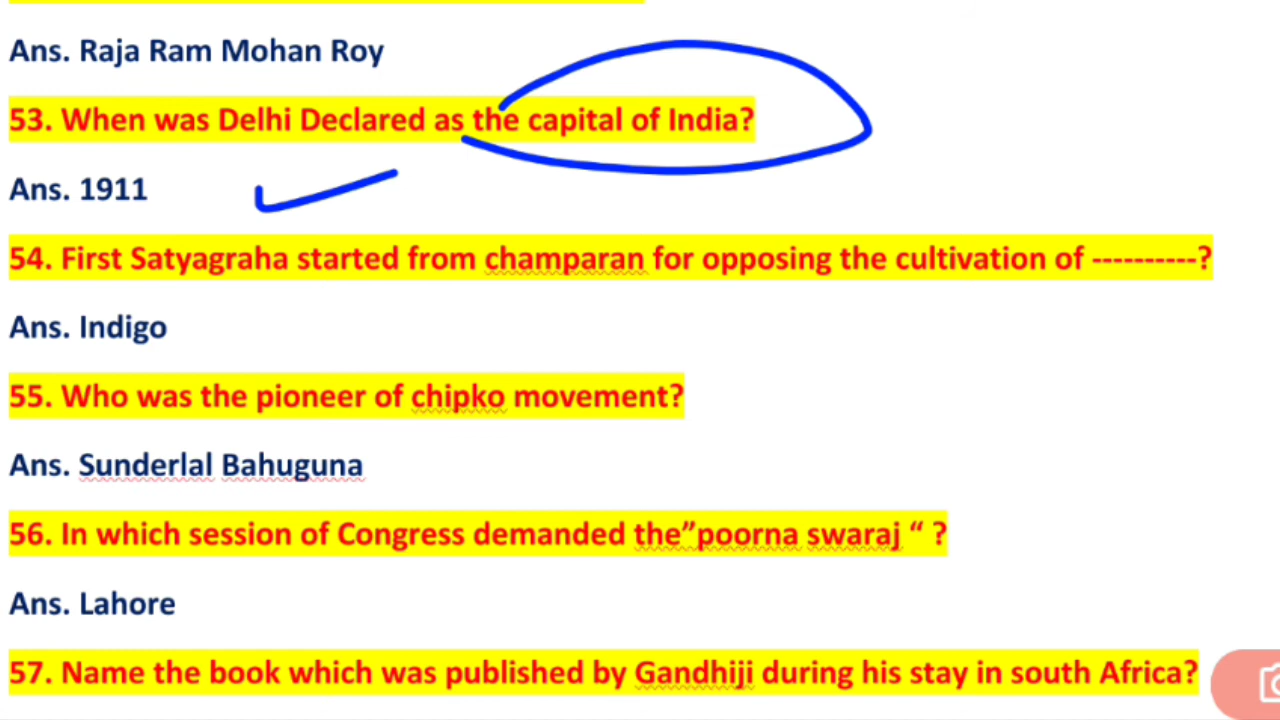 Ans. Raja Ram Mohan Roy
53. When was Delhi Declared as the capital of India?
Ans. 1911
54. First Satyagraha started from champaran for opposing the cultivation of ----------?
Ans. Indigo
55. Who was the pioneer of chipko movement?
Ans. Sunderlal Bahuguna
56. In which session of Congress demanded the”poorna swaraj “ ?
Ans. Lahore
57. Name the book which was published by Gandhiji during his stay in south Africa?